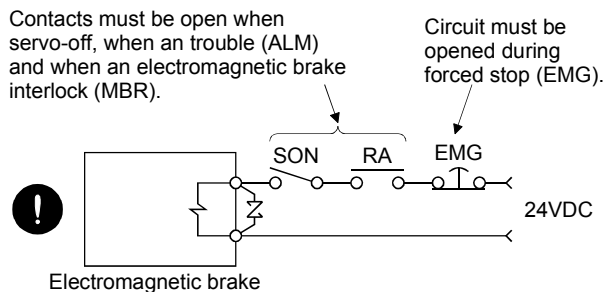 Contacts must be open when
servo-off, when an trouble (ALM)
and when an electromagnetic brake
interlock (MBR).
Circuit must be
opened during
forced stop (EMG).
SON RA EMG
24VDC
Electromagnetic brake